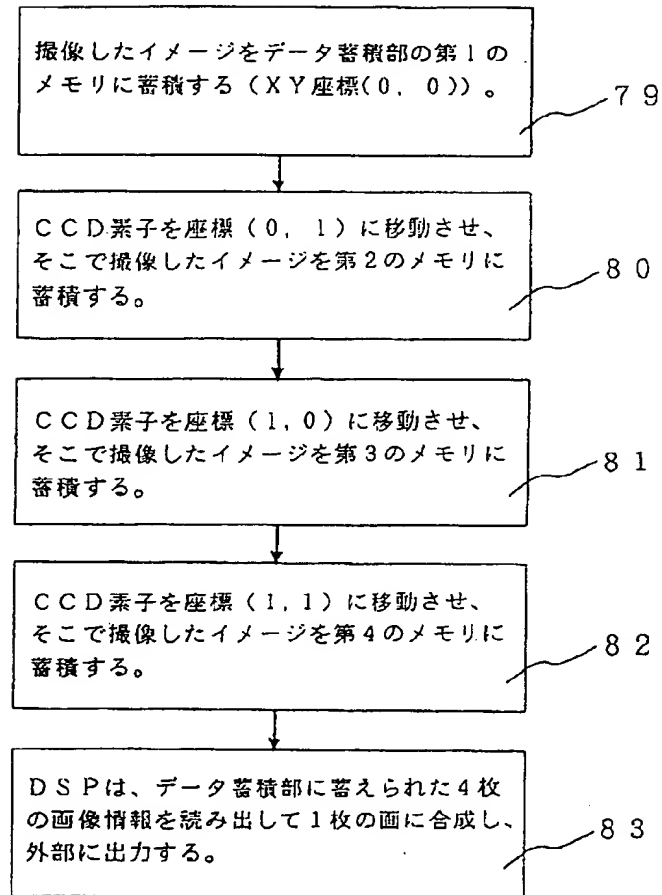 撮像したイメージをデータ蓄積部の第1の
メモリに蓄積する（XY座標(0, 0)）。
79
CCD素子を座標（0, 1）に移動させ、
そこで撮像したイメージを第2のメモリに
蓄積する。
80
CCD素子を座標（1, 0）に移動させ、
そこで撮像したイメージを第3のメモリに
蓄積する。
81
CCD素子を座標（1, 1）に移動させ、
そこで撮像したイメージを第4のメモリに
蓄積する。
82
DSPは、データ蓄積部に蓄えられた4枚
の画像情報を読み出して1枚の画に合成し、
外部に出力する。
83